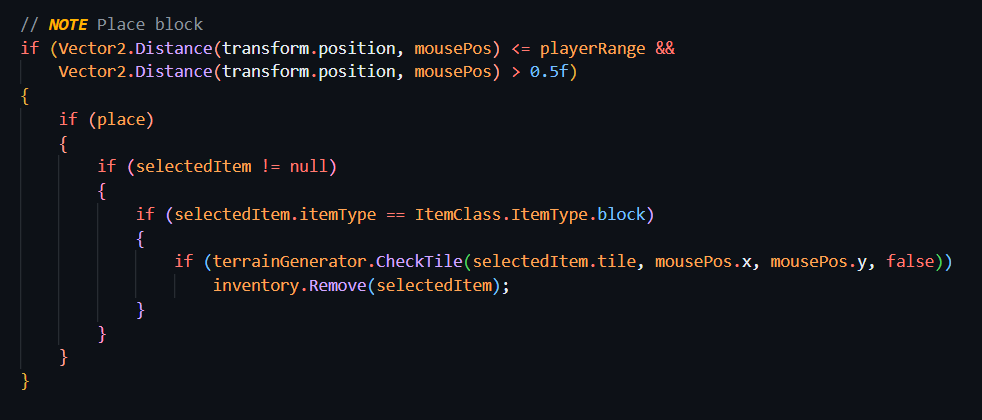 // NOTE Place block
if (Vector2.Distance(transform.position, mousePos) <= playerRange &&
    Vector2.Distance(transform.position, mousePos) > 0.5f)
{
    if (place)
    {
        if (selectedItem != null)
        {
            if (selectedItem.itemType == ItemClass.ItemType.block)
            {
                if (terrainGenerator.CheckTile(selectedItem.tile, mousePos.x, mousePos.y, false))
                    inventory.Remove(selectedItem);
            }
        }
    }
}